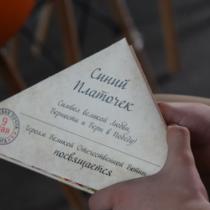 Синий
Платочек
Символ великой Любви,
Верности и Веры в Победу!
Героям Великой Отечественной Войны
посвящается
9
мая